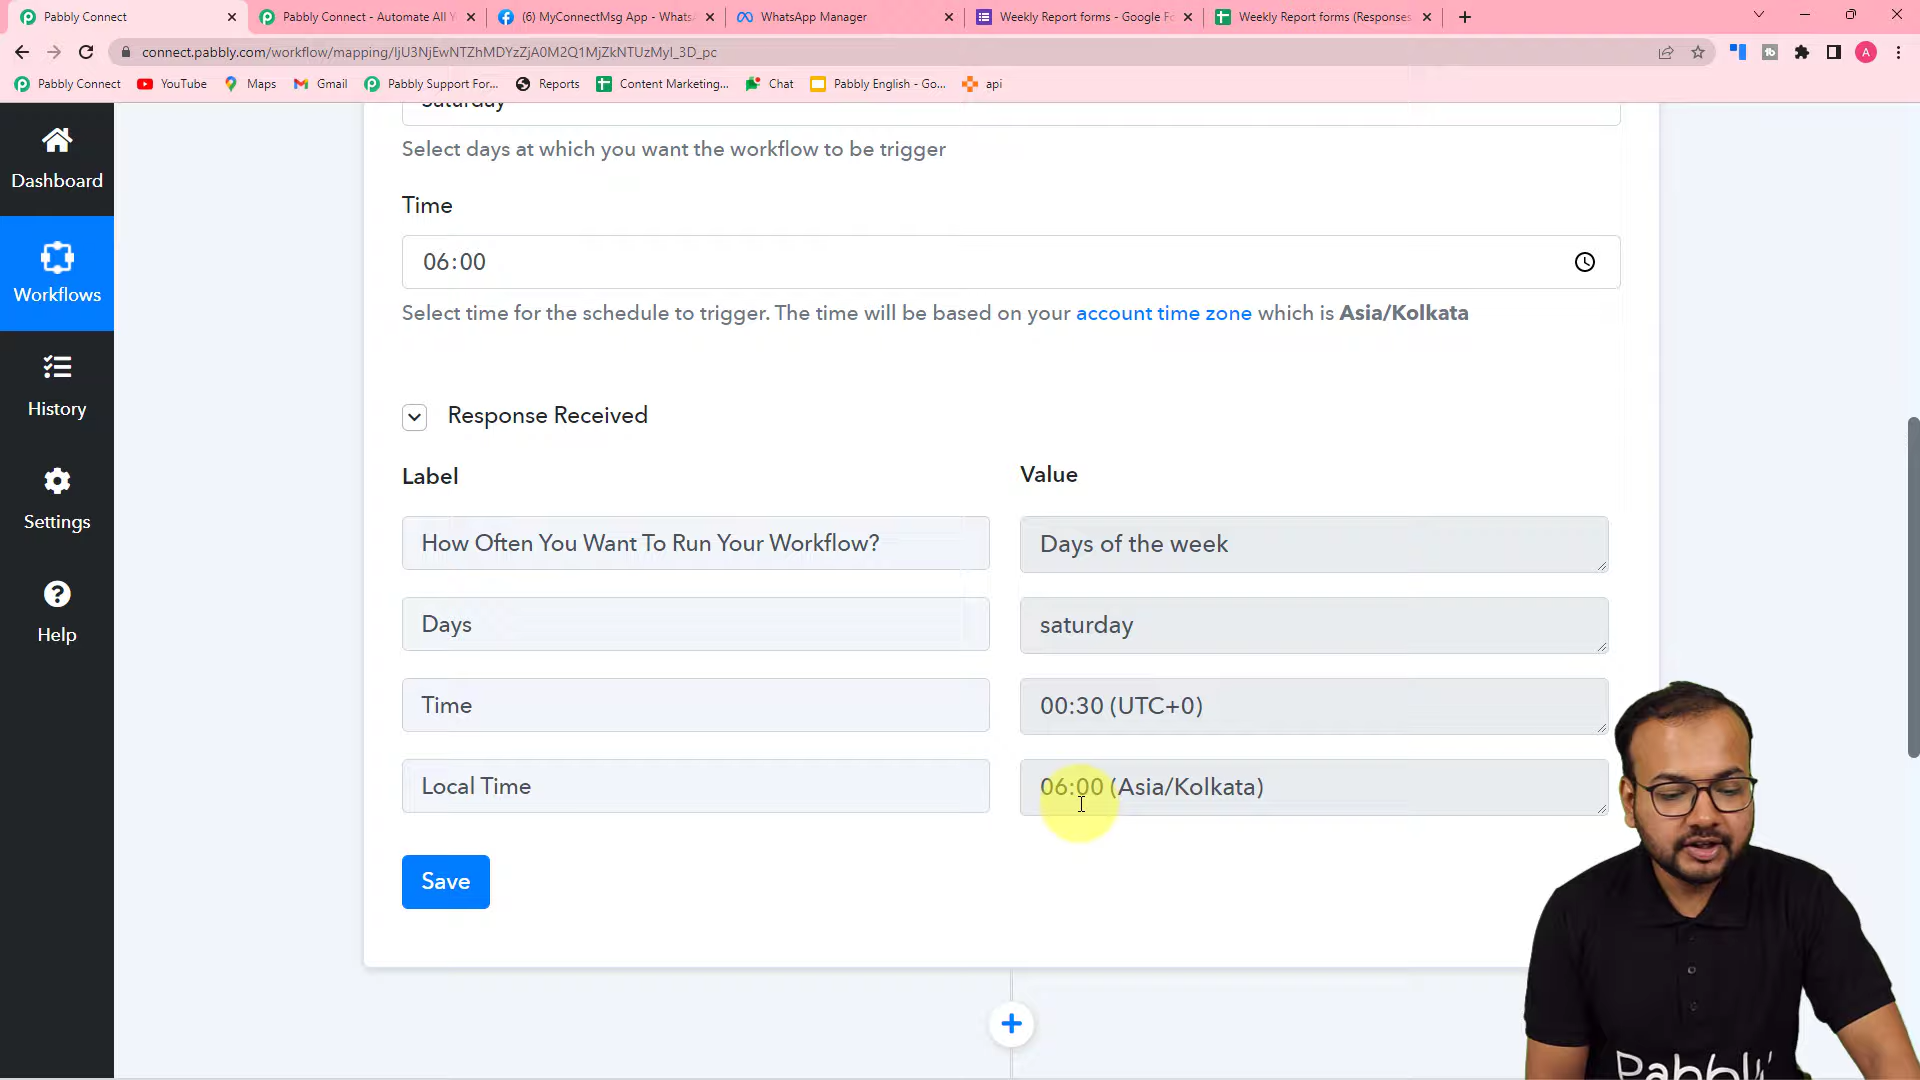 Pabbly Connect
Pabbly Connect - Automate All Y
(6) MyConnectMsg App - Whats
WhatsApp Manager
Weekly Report forms - Google Fo
Weekly Report forms (Responses
connect.pabbly.com/workflow/mapping/IjU3NjEwNTZhMDYzZjA0M2Q1MjZkNTUzMyI_3D_pc
A
Pabbly Connect
YouTube
Maps
Gmail
Pabbly Support For...
Reports
Content Marketing...
Chat
Pabbly English - Go...
api
Dashboard
Workflows
History
Settings
Help
Saturday
Select days at which you want the workflow to be trigger
Time
06:00
Select time for the schedule to trigger. The time will be based on your account time zone which is Asia/Kolkata
Response Received
Label
Value
How Often You Want To Run Your Workflow?
Days of the week
Days
saturday
Time
00:30 (UTC+0)
Local Time
06:00 (Asia/Kolkata)
Save
Pabbly